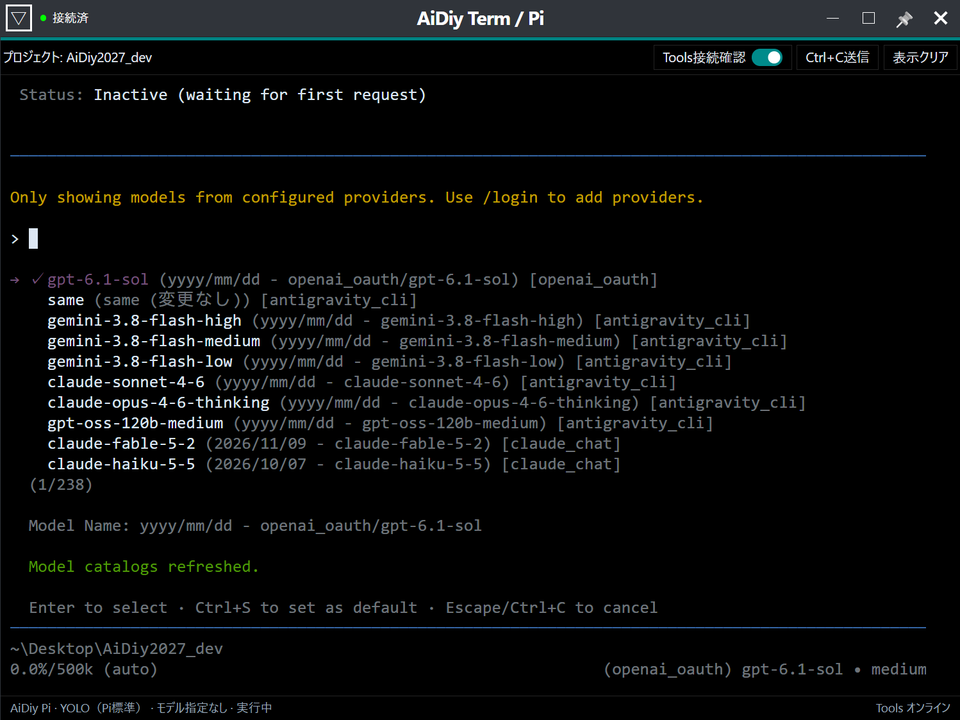 接続済
AiDiy Term / Pi
プロジェクト: AiDiy2027_dev
Tools接続確認
Ctrl+C送信
表示クリア
Status: Inactive (waiting for first request)
Only showing models from configured providers. Use /login to add providers.
>
→ ✓ gpt-6.1-sol (yyyy/mm/dd - openai_oauth/gpt-6.1-sol) [openai_oauth]
same (same (変更なし)) [antigravity_cli]
gemini-3.8-flash-high (yyyy/mm/dd - gemini-3.8-flash-high) [antigravity_cli]
gemini-3.8-flash-medium (yyyy/mm/dd - gemini-3.8-flash-medium) [antigravity_cli]
gemini-3.8-flash-low (yyyy/mm/dd - gemini-3.8-flash-low) [antigravity_cli]
claude-sonnet-4-6 (yyyy/mm/dd - claude-sonnet-4-6) [antigravity_cli]
claude-opus-4-6-thinking (yyyy/mm/dd - claude-opus-4-6-thinking) [antigravity_cli]
gpt-oss-120b-medium (yyyy/mm/dd - gpt-oss-120b-medium) [antigravity_cli]
claude-fable-5-2 (2026/11/09 - claude-fable-5-2) [claude_chat]
claude-haiku-5-5 (2026/10/07 - claude-haiku-5-5) [claude_chat]
(1/238)
Model Name: yyyy/mm/dd - openai_oauth/gpt-6.1-sol
Model catalogs refreshed.
Enter to select · Ctrl+S to set as default · Escape/Ctrl+C to cancel
~\Desktop\AiDiy2027_dev
0.0%/500k (auto)
(openai_oauth) gpt-6.1-sol • medium
AiDiy Pi · YOLO（Pi標準） · モデル指定なし · 実行中
Tools オンライン